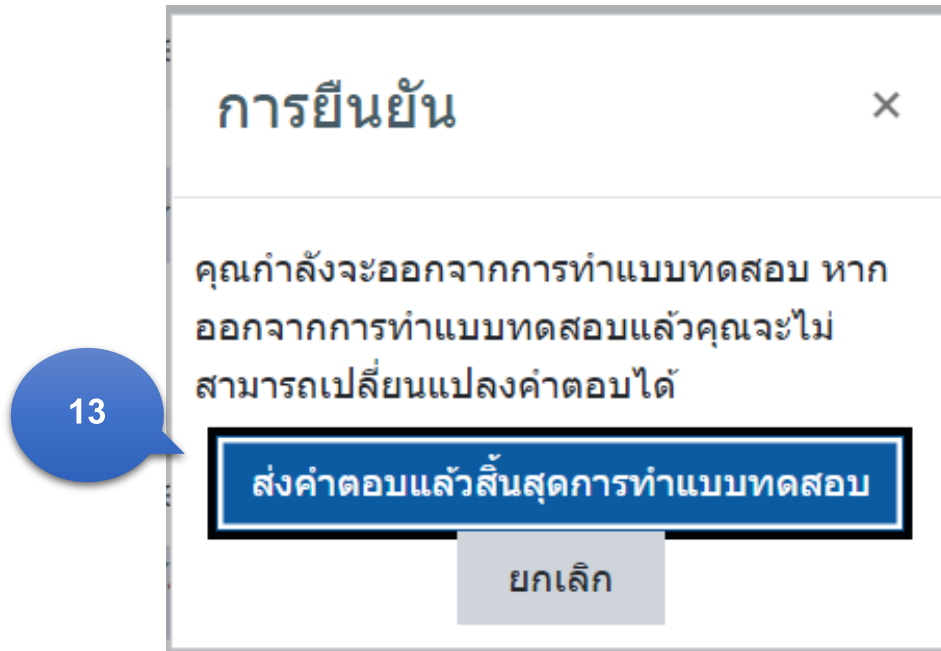 การยืนยัน ×
คุณกำลังจะออกจากการทำแบบทดสอบ หาก
ออกจากการทำแบบทดสอบแล้วคุณจะไม่
สามารถเปลี่ยนแปลงคำตอบได้
13
ส่งคำตอบแล้วสิ้นสุดการทำแบบทดสอบ
ยกเลิก